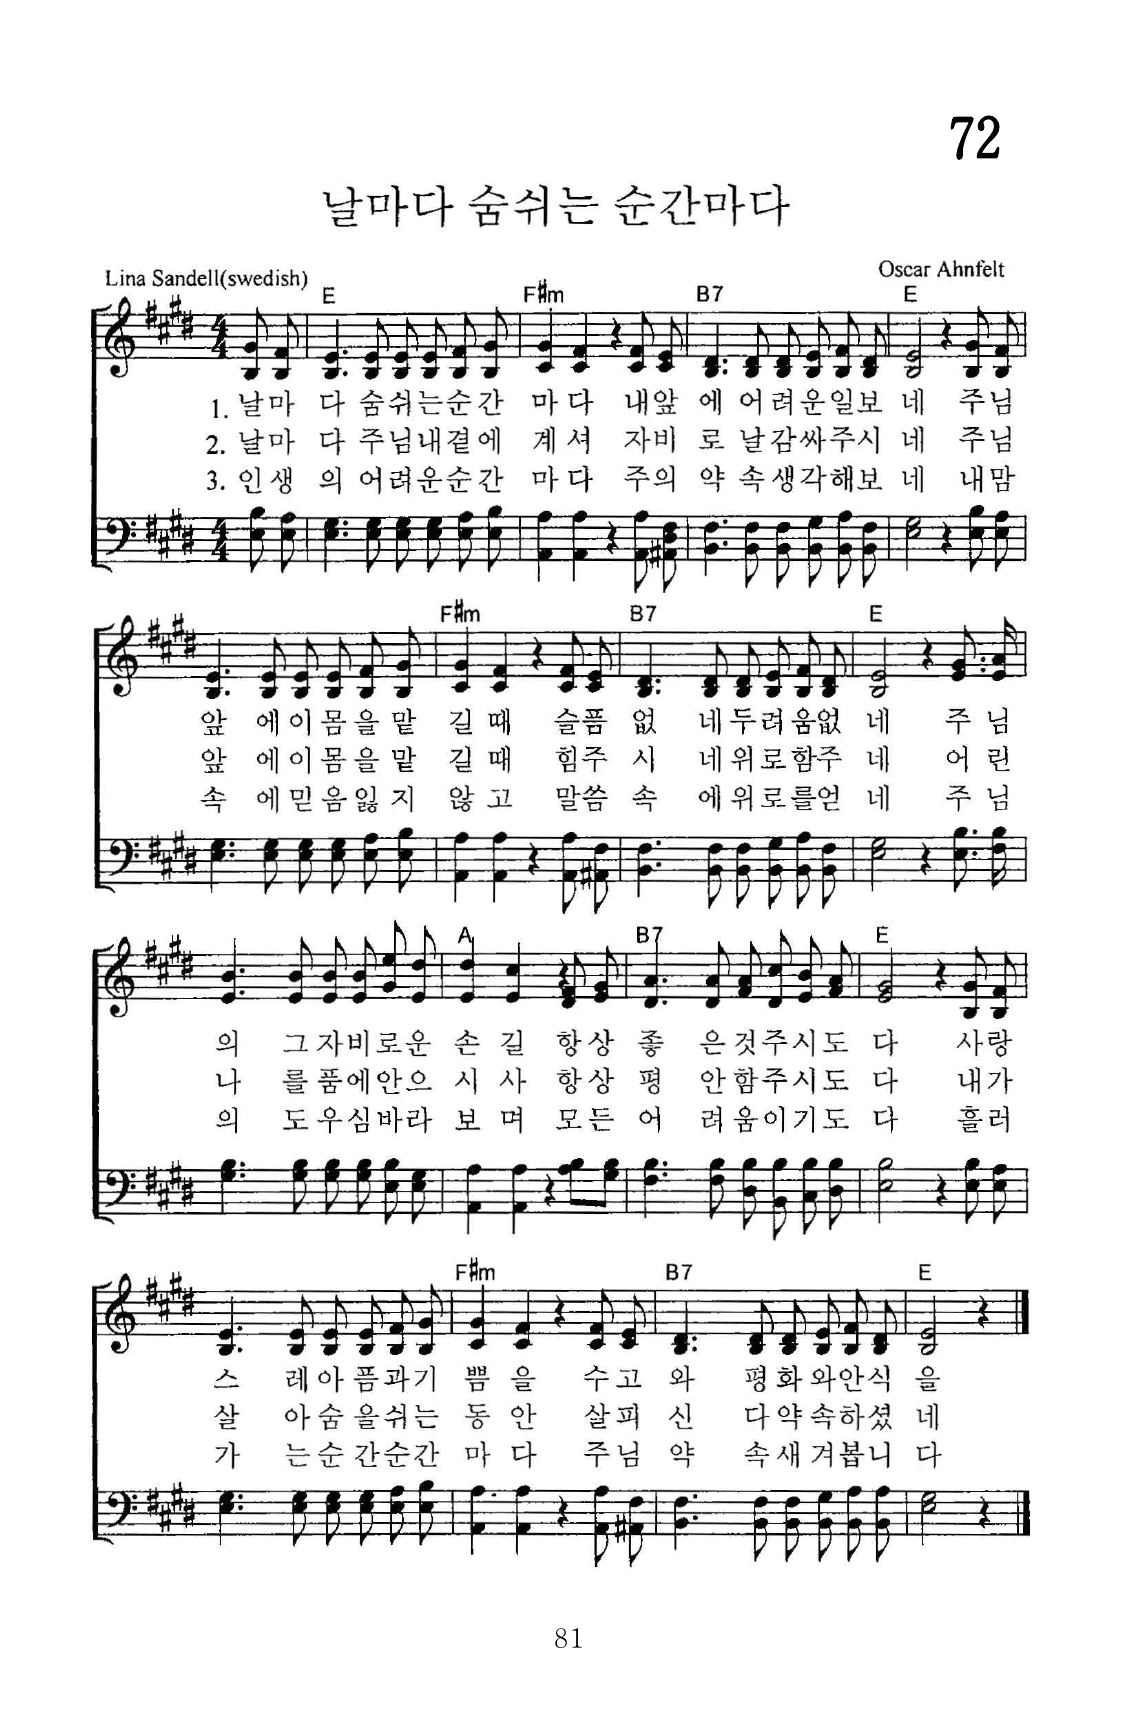 72
날마다 숨쉬는 순간마다
Lina Sandell(swedish)
Oscar Ahnfelt
E F#m B7 E
1. 날마 다 숨쉬는순간 마다 내앞 에 어려운일보 네 주님
2. 날마 다 주님내곁에 계셔 자비 로 날감싸주시 네 주님
3. 인생 의 어려운순간 마다 주의 약 속생각해보 네 내맘
F#m B7 E
앞 에이몸을맡 길때 슬픔 없 네두려움없 네 주님
앞 에이몸을맡 길때 힘주 시 네위로함주 네 어린
속 에믿음잃지 않고 말씀 속 에위로를얻 네 주님
A B7 E
의 그자비로운 손길 항상 좋 은것주시도 다 사랑
나 를품에안으 시사 항상 평 안함주시도 다 내가
의 도우심바라 보며 모든 어 려움이기도 다 흘러
F#m B7 E
스 레아픔과기 쁨을 수고 와 평화와안식 을
살 아숨을쉬는 동안 살피 신 다약속하셨 네
가 는순간순간 마다 주님 약 속새겨봅니 다
81